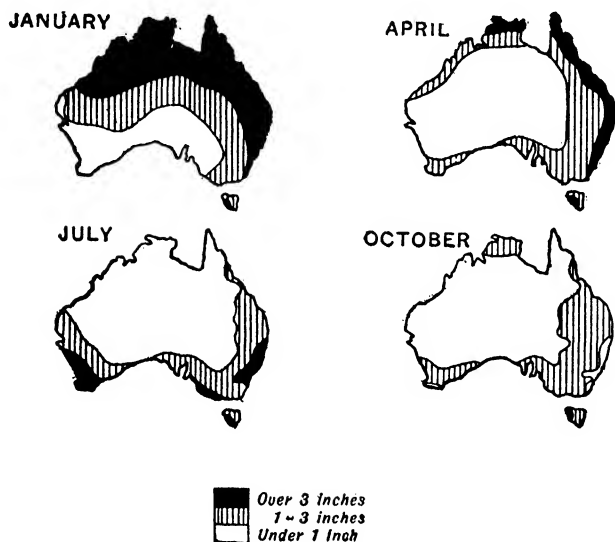 JANUARY
APRIL
JULY
OCTOBER
Over 3 inches
1-3 inches
Under 1 Inch